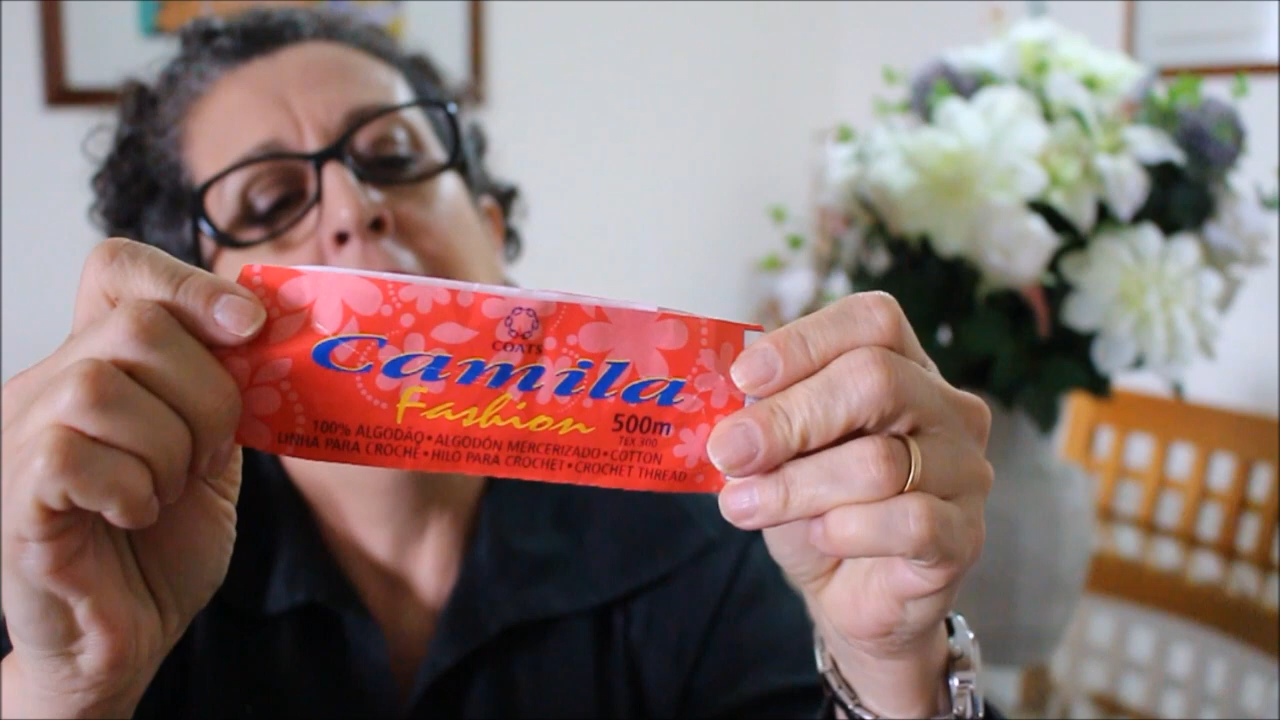 COATS
Camila
Fashion
500m
TEX 300
100% ALGODÃO • ALGODÓN MERCERIZADO • COTTON
LINHA PARA CROCHÊ • HILO PARA CROCHET • CROCHET THREAD